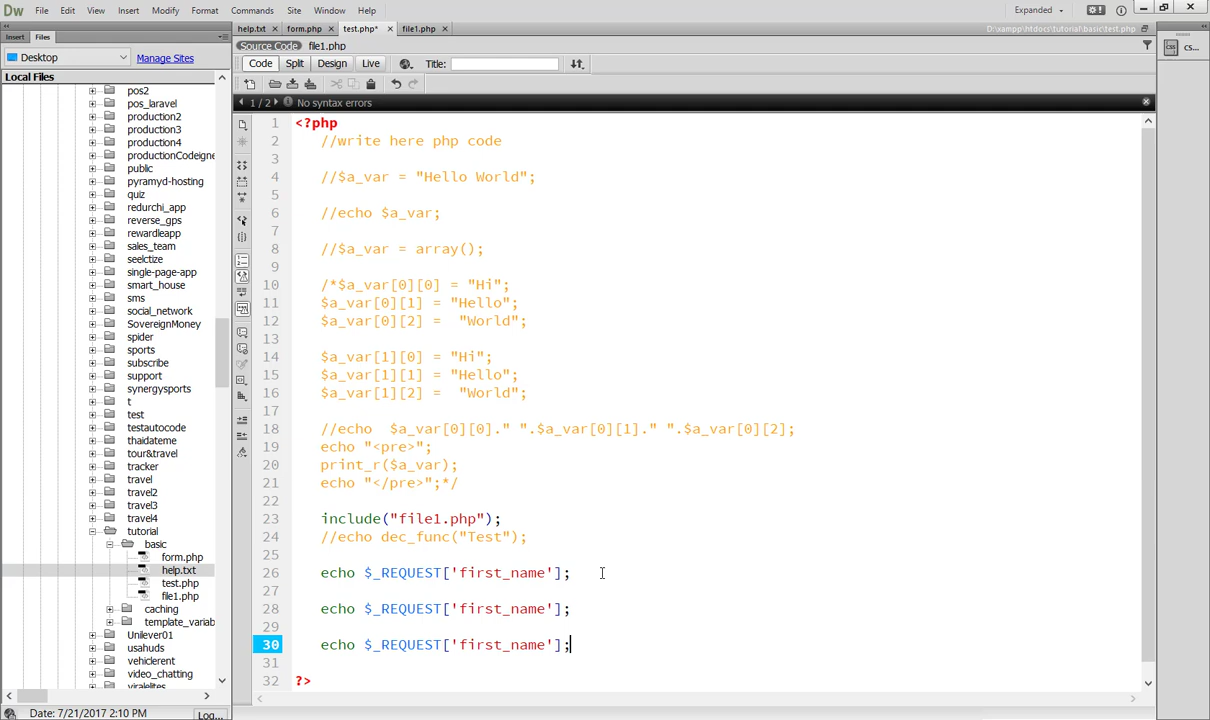 Dw File Edit View Insert Modify Format Commands Site Window Help Expanded
Insert Files help.txt form.php test.php* file1.php D:\xampp\htdocs\tutorial\basic\test.php
Source Code file1.php
Desktop Manage Sites Code Split Design Live Title:
Local Files
1 / 2 No syntax errors
pos2
pos_laravel
production2
production3
production4
productionCodeigne
public
pyramyd-hosting
quiz
redurchi_app
reverse_gps
rewardleapp
sales_team
seelctize
single-page-app
smart_house
sms
social_network
SovereignMoney
spider
sports
subscribe
support
synergysports
t
test
testautocode
thaidateme
tour&travel
tracker
travel
travel2
travel3
travel4
tutorial
basic
form.php
help.txt
test.php
file1.php
caching
template_variab
Unilever01
usahuds
vehiclerent
video_chatting
viralelites
Date: 7/21/2017 2:10 PM Log...
1 <?php
2 //write here php code
3
4 //$a_var = "Hello World";
5
6 //echo $a_var;
7
8 //$a_var = array();
9
10 /*$a_var[0][0] = "Hi";
11 $a_var[0][1] = "Hello";
12 $a_var[0][2] =  "World";
13
14 $a_var[1][0] = "Hi";
15 $a_var[1][1] = "Hello";
16 $a_var[1][2] =  "World";
17
18 //echo  $a_var[0][0]." ".$a_var[0][1]." ".$a_var[0][2];
19 echo "<pre>";
20 print_r($a_var);
21 echo "</pre>";*/
22
23 include("file1.php");
24 //echo dec_func("Test");
25
26 echo $_REQUEST['first_name'];
27
28 echo $_REQUEST['first_name'];
29
30 echo $_REQUEST['first_name'];
31
32 ?>
CSS cs...